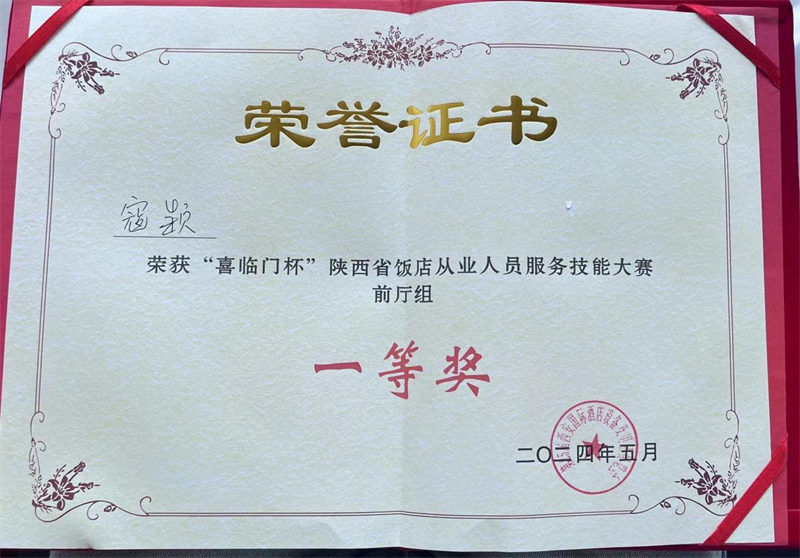 荣誉证书
寇颖
荣获“喜临门杯”陕西省饭店从业人员服务技能大赛
前厅组
一等奖
二〇二四年五月